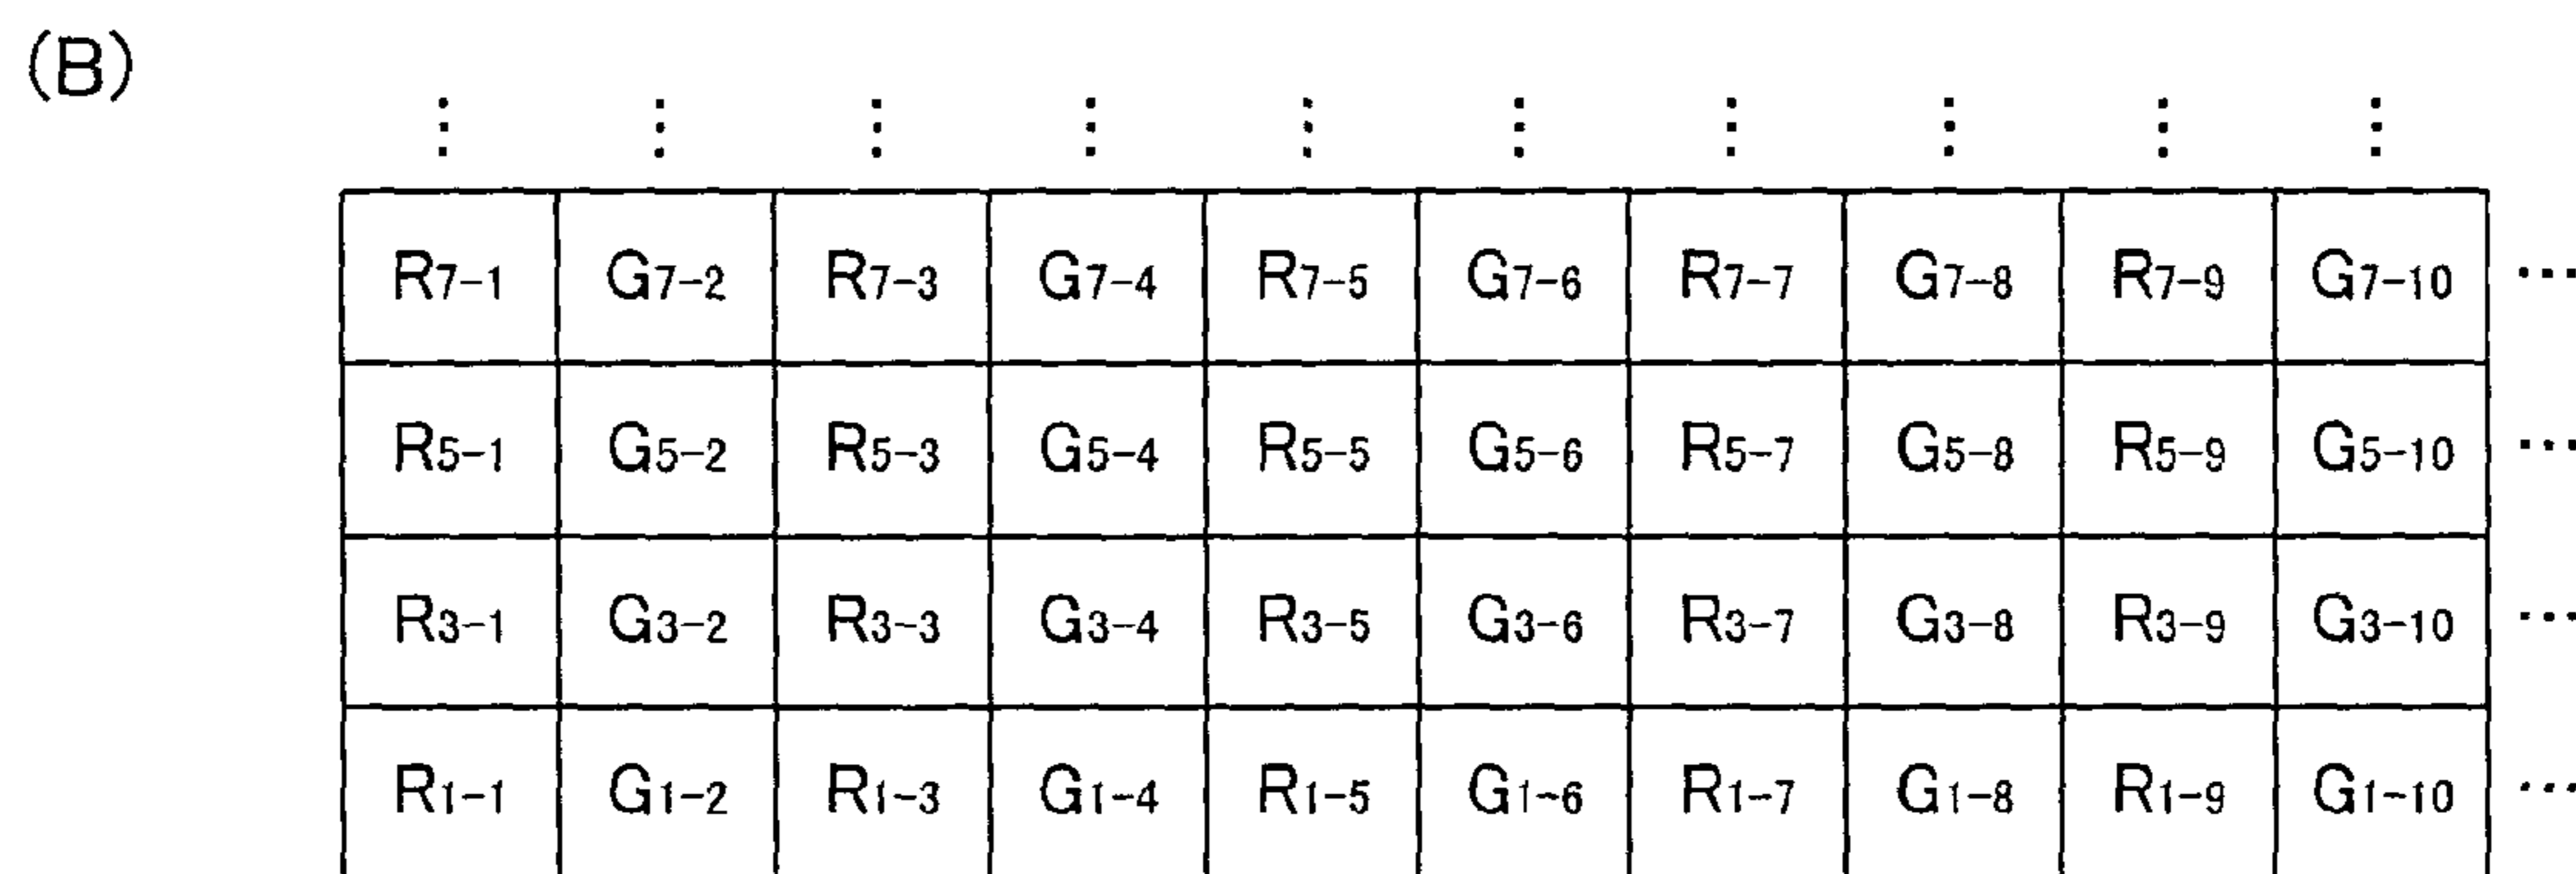 (B)
⋮ ⋮ ⋮ ⋮ ⋮ ⋮ ⋮ ⋮ ⋮ ⋮
R7-1 G7-2 R7-3 G7-4 R7-5 G7-6 R7-7 G7-8 R7-9 G7-10 ...
R5-1 G5-2 R5-3 G5-4 R5-5 G5-6 R5-7 G5-8 R5-9 G5-10 ...
R3-1 G3-2 R3-3 G3-4 R3-5 G3-6 R3-7 G3-8 R3-9 G3-10 ...
R1-1 G1-2 R1-3 G1-4 R1-5 G1-6 R1-7 G1-8 R1-9 G1-10 ...